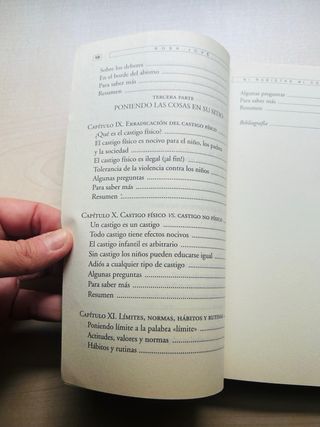 ROSA JOVÉ
Sobre los deberes
En el borde del abismo
Para saber más
Resumen
TERCERA PARTE
PONIENDO LAS COSAS EN SU SITIO
CAPÍTULO IX. ERRADICACIÓN DEL CASTIGO FÍSICO
¿Qué es el castigo físico?
El castigo físico es nocivo para el niño, los padres
y la sociedad
El castigo físico es ilegal (¡al fin!)
Tolerancia de la violencia contra los niños
Algunas preguntas
Para saber más
Resumen
CAPÍTULO X. CASTIGO FÍSICO VS. CASTIGO NO FÍSICO
Un castigo es un castigo
Todo castigo tiene efectos nocivos
El castigo infantil es arbitrario
Sin castigo los niños pueden educarse igual
Adiós a cualquier tipo de castigo
Algunas preguntas
Para saber más
Resumen
CAPÍTULO XI. LÍMITES, NORMAS, HÁBITOS Y RUTINAS
Poniendo límite a la palabra «límite»
Actitudes, valores y normas
Hábitos y rutinas
NI RABIETAS NI
Algunas preguntas
Para saber más
Resumen
Bibliografía